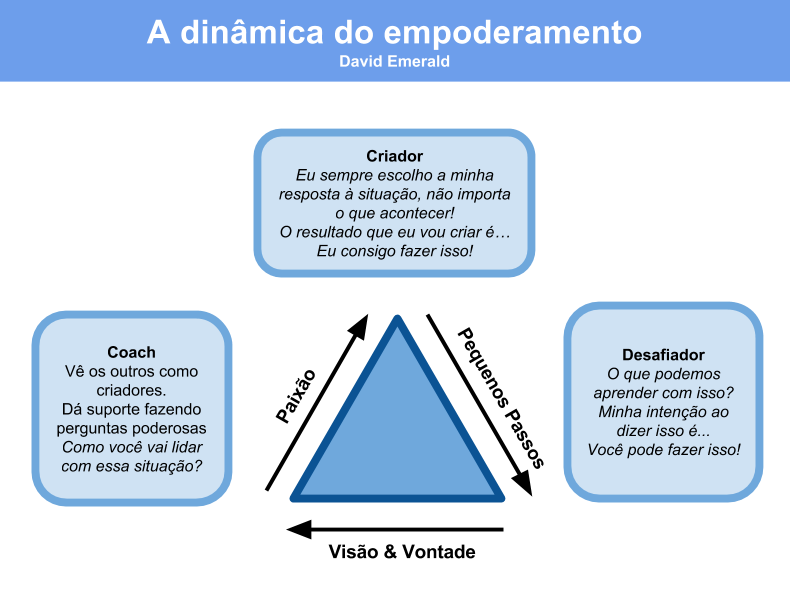 A dinâmica do empoderamento
David Emerald
Criador
Eu sempre escolho a minha
resposta à situação, não importa
o que acontecer!
O resultado que eu vou criar é…
Eu consigo fazer isso!
Coach
Vê os outros como
criadores.
Dá suporte fazendo
perguntas poderosas
Como você vai lidar
com essa situação?
Paixão
Pequenos Passos
Desafiador
O que podemos
aprender com isso?
Minha intenção ao
dizer isso é...
Você pode fazer isso!
Visão & Vontade